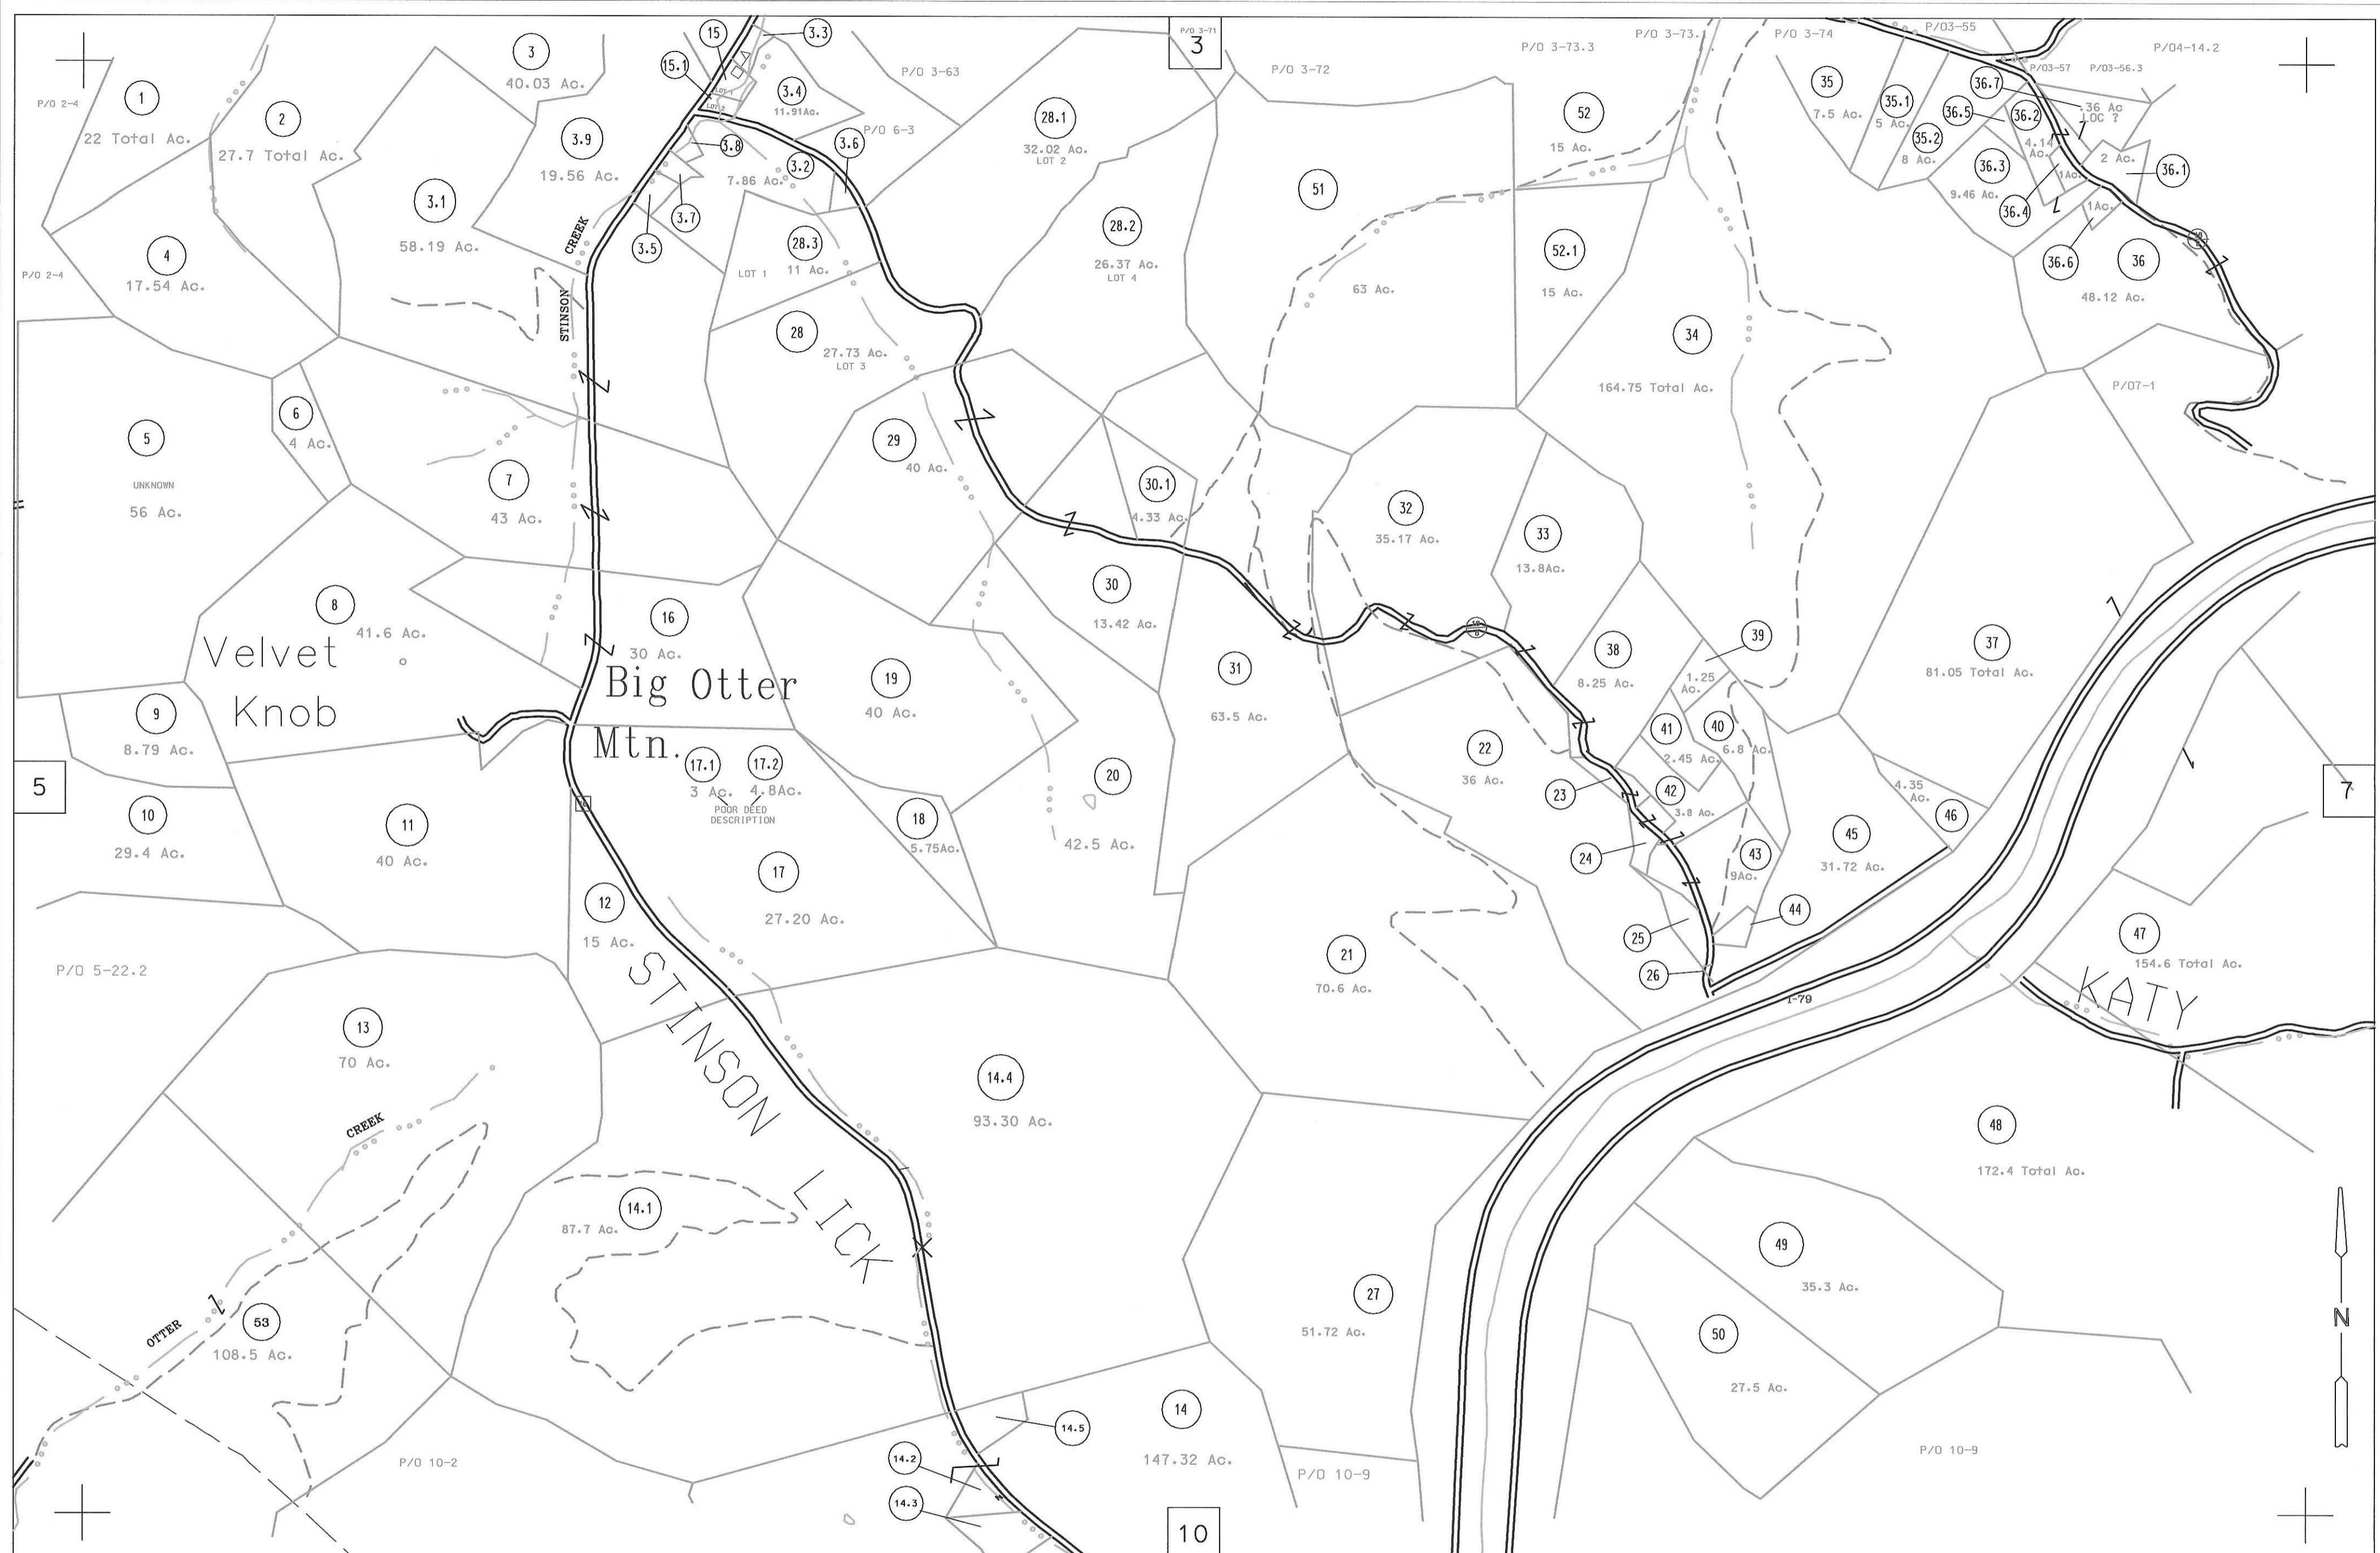 P/O 2-4
1
22 Total Ac.
2
27.7 Total Ac.
3
40.03 Ac.
15
3.3
15.1
LOT 1
LOT 2
3.4
11.91Ac.
P/O 3-63
P/O 6-3
P/O 3-71
3
P/O 3-72
P/O 3-73.3
P/O 3-73.1
P/O 3-74
P/O3-55
P/O4-14.2
P/O3-57
P/O3-56.3
3.9
19.56 Ac.
3.8
3.2
7.86 Ac.
3.6
3.1
58.19 Ac.
3.7
3.5
28.1
32.02 Ac.
LOT 2
28.2
26.37 Ac.
LOT 4
28.3
11 Ac.
LOT 1
51
63 Ac.
52
15 Ac.
52.1
15 Ac.
35
7.5 Ac.
35.1
5 Ac.
35.2
8 Ac.
36.7
.36 Ac
LOC ?
36.5
36.2
4.14
Ac.
36.3
9.46 Ac.
36.4
1Ac.
2 Ac.
36.1
1Ac.
36.6
36
48.12 Ac.
4
17.54 Ac.
P/O 2-4
CREEK
STINSON
28
27.73 Ac.
LOT 3
34
164.75 Total Ac.
P/O7-1
5
UNKNOWN
56 Ac.
6
4 Ac.
7
43 Ac.
29
40 Ac.
30.1
4.33 Ac.
32
35.17 Ac.
33
13.8Ac.
8
41.6 Ac.
Velvet
Knob
16
30 Ac.
Big Otter
Mtn.
30
13.42 Ac.
31
63.5 Ac.
38
8.25 Ac.
39
1.25
Ac.
37
81.05 Total Ac.
9
8.79 Ac.
19
40 Ac.
17.1
3 Ac.
17.2
4.8Ac.
POOR DEED
DESCRIPTION
20
42.5 Ac.
22
36 Ac.
41
2.45 Ac.
40
6.8 Ac.
23
42
3.8 Ac.
4.35
Ac.
46
5
7
10
29.4 Ac.
11
40 Ac.
17
27.20 Ac.
18
5.75Ac.
24
43
9Ac.
45
31.72 Ac.
12
15 Ac.
25
44
26
21
70.6 Ac.
47
154.6 Total Ac.
P/O 5-22.2
STINSON LICK
I-79
KATY
13
70 Ac.
14.4
93.30 Ac.
CREEK
48
172.4 Total Ac.
14.1
87.7 Ac.
49
35.3 Ac.
OTTER
53
108.5 Ac.
27
51.72 Ac.
50
27.5 Ac.
N
14
147.32 Ac.
14.5
P/O 10-2
14.2
P/O 10-9
P/O 10-9
14.3
10